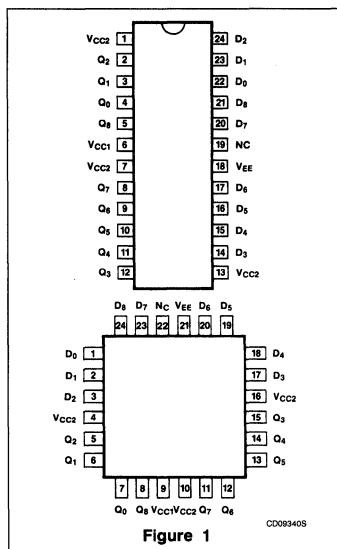 VCC2 1 24 D2
Q2 2 23 D1
Q1 3 22 D0
Q0 4 21 D8
Q8 5 20 D7
VCC1 6 19 NC
VCC2 7 18 VEE
Q7 8 17 D6
Q6 9 16 D5
Q5 10 15 D4
Q4 11 14 D3
Q3 12 13 VCC2
D8 D7 NC VEE D6 D5
24 23 22 21 20 19
D0 1 18 D4
D1 2 17 D3
D2 3 16 VCC2
VCC2 4 15 Q3
Q2 5 14 Q4
Q1 6 13 Q5
7 8 9 10 11 12
Q0 Q8 VCC1 VCC2 Q7 Q6
CD09340S
Figure 1